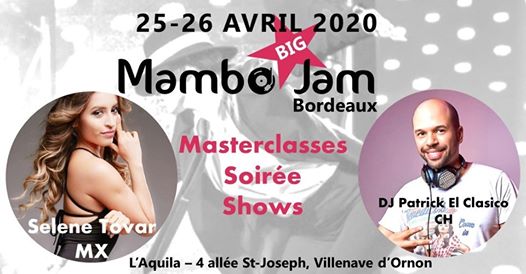 25-26 AVRIL 2020
BIG
Mambo Jam
Bordeaux
Masterclasses
Soirée
Shows
Selene Tovar
MX
DJ Patrick El Clasico
CH
L’Aquila – 4 allée St-Joseph, Villenave d’Ornon